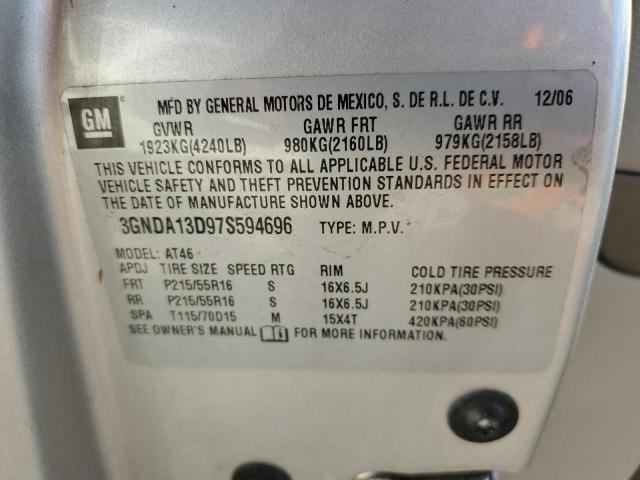 GM ® MFD BY GENERAL MOTORS DE MEXICO, S. DE R.L. DE C.V. 12/06
GVWR GAWR FRT GAWR RR
1923KG(4240LB) 980KG(2160LB) 979KG(2158LB)
THIS VEHICLE CONFORMS TO ALL APPLICABLE U.S. FEDERAL MOTOR
VEHICLE SAFETY AND THEFT PREVENTION STANDARDS IN EFFECT ON
THE DATE OF MANUFACTURE SHOWN ABOVE.
3GNDA13D97S594696 TYPE: M.P.V.
MODEL: AT46
APDJ TIRE SIZE SPEED RTG RIM COLD TIRE PRESSURE
FRT P215/55R16 S 16X6.5J 210KPA(30PSI)
RR P215/55R16 S 16X6.5J 210KPA(30PSI)
SPA T115/70D15 M 15X4T 420KPA(60PSI)
SEE OWNER'S MANUAL FOR MORE INFORMATION.